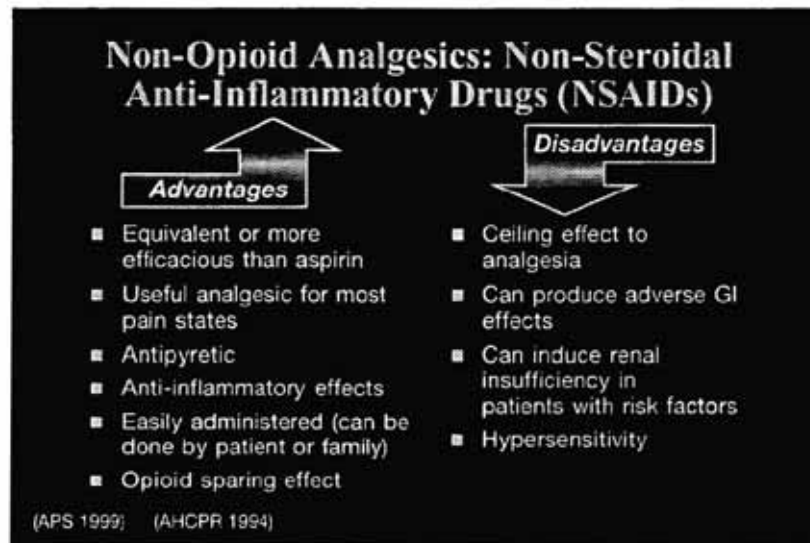 Non-Opioid Analgesics: Non-Steroidal
Anti-Inflammatory Drugs (NSAIDs)
Advantages
■ Equivalent or more
efficacious than aspirin
■ Useful analgesic for most
pain states
■ Antipyretic
■ Anti-inflammatory effects
■ Easily administered (can be
done by patient or family)
■ Opioid sparing effect
Disadvantages
■ Ceiling effect to
analgesia
■ Can produce adverse GI
effects
■ Can induce renal
insufficiency in
patients with risk factors
■ Hypersensitivity
(APS 1999) (AHCPR 1994)